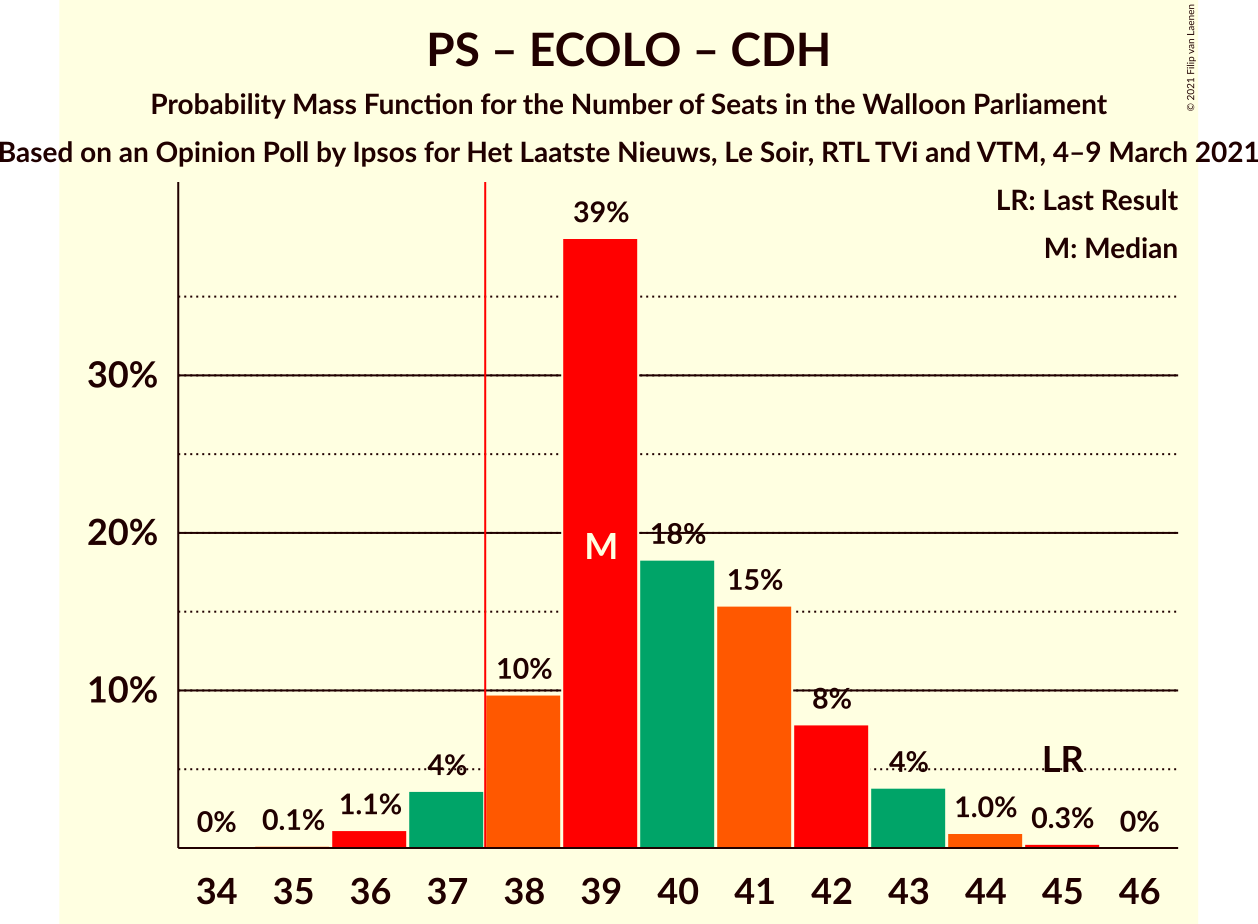 PS – ECOLO – CDH
© 2021 Filip van Laenen
Probability Mass Function for the Number of Seats in the Walloon Parliament
Based on an Opinion Poll by Ipsos for Het Laatste Nieuws, Le Soir, RTL TVi and VTM, 4–9 March 2021
LR: Last Result
M: Median
39%
30%
20%
10%
M
18%
15%
10%
8%
4%
4%
LR
0%
0.1%
1.1%
1.0%
0.3%
0%
34 35 36 37 38 39 40 41 42 43 44 45 46